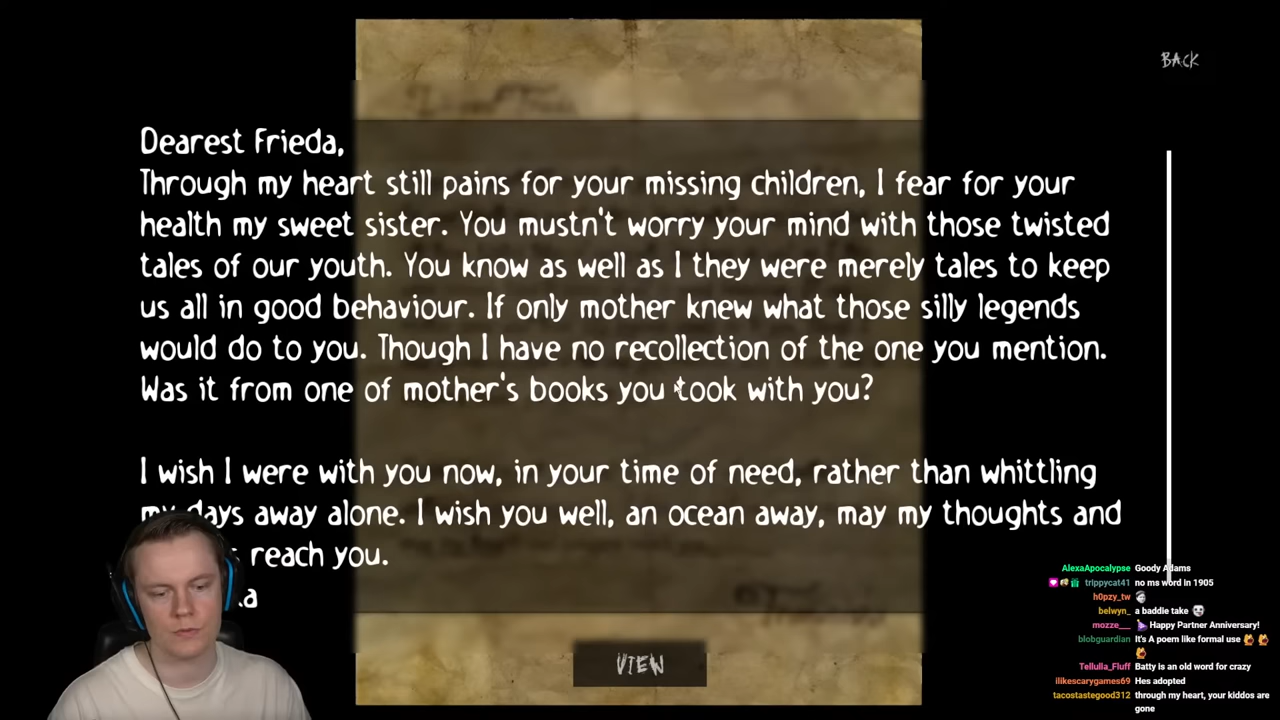 BACK
Dearest Frieda,
Through my heart still pains for your missing children, I fear for your
health my sweet sister. You mustn't worry your mind with those twisted
tales of our youth. You know as well as I they were merely tales to keep
us all in good behaviour. If only mother knew what those silly legends
would do to you. Though I have no recollection of the one you mention.
Was it from one of mother's books you took with you?
I wish I were with you now, in your time of need, rather than whittling
my days away alone. I wish you well, an ocean away, may my thoughts and
reach you.
VIEW
AlexaApocalypse Goody Adams
trippycat41 no ms word in 1905
h0pzy_tw
belwyn_ a baddie take
mozze___ Happy Partner Anniversary!
blobguardian It's A poem like formal use
Tellulla_Fluff Batty is an old word for crazy
ilikescarygames69 Hes adopted
tacostastegood312 through my heart, your kiddos are
gone